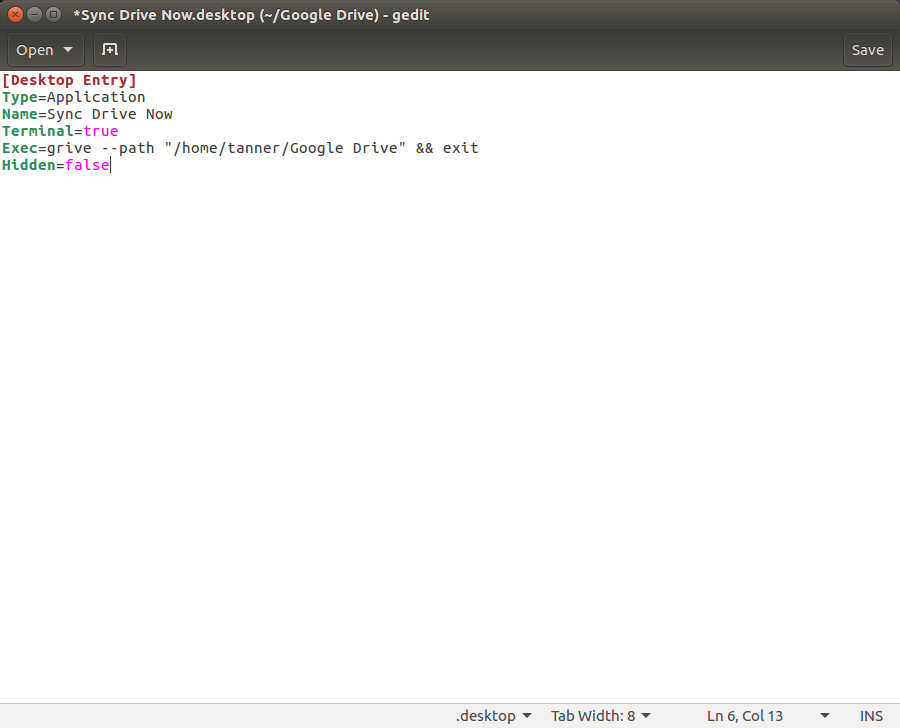 *Sync Drive Now.desktop (~/Google Drive) - gedit
Open
Save
[Desktop Entry]
Type=Application
Name=Sync Drive Now
Terminal=true
Exec=grive --path "/home/tanner/Google Drive" && exit
Hidden=false
.desktop Tab Width: 8 Ln 6, Col 13 INS